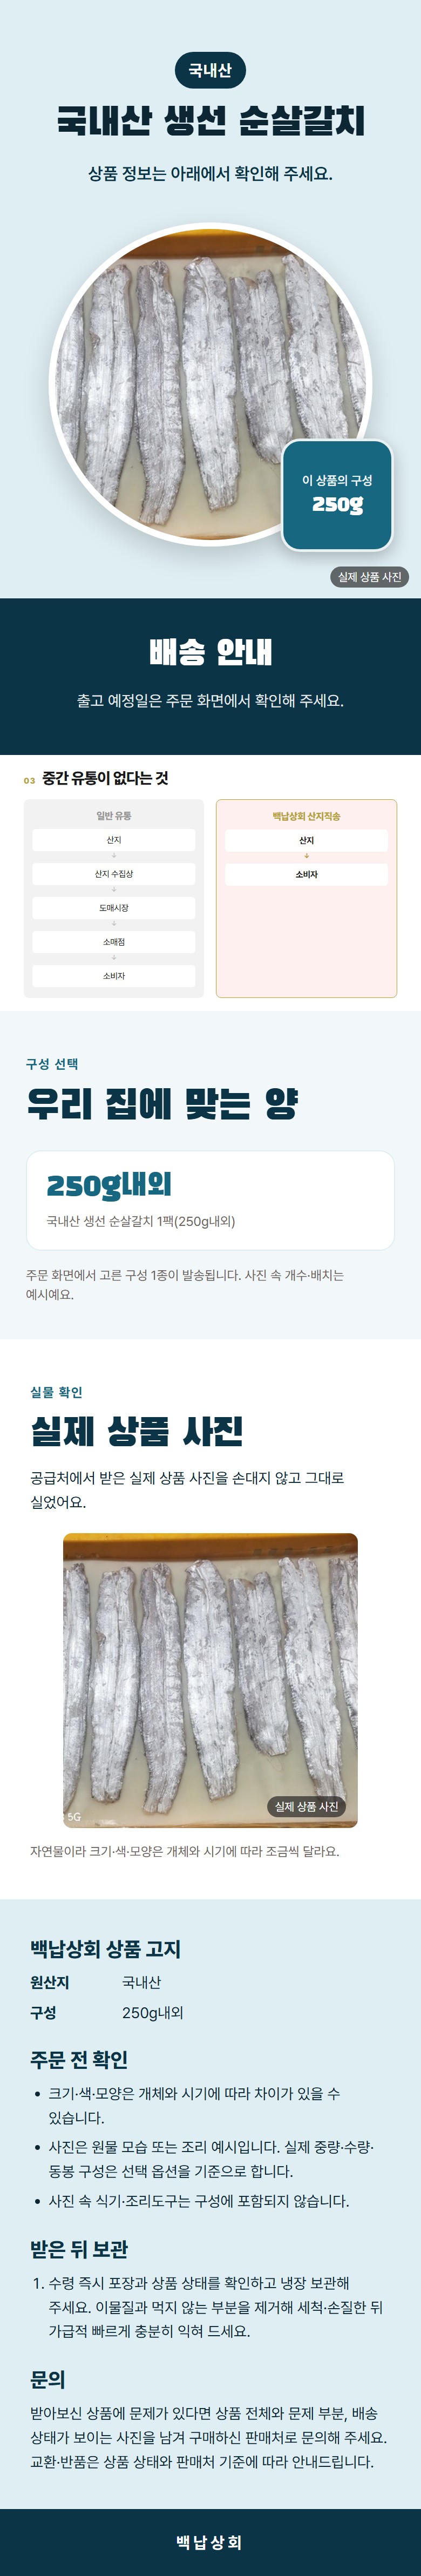 국내산
국내산 생선 순살갈치
상품 정보는 아래에서 확인해 주세요.
이 상품의 구성
250g
실제 상품 사진
배송 안내
출고 예정일은 주문 화면에서 확인해 주세요.
03 중간 유통이 없다는 것
일반 유통
산지
↓
산지 수집상
↓
도매시장
↓
소매점
↓
소비자
백납상회 산지직송
산지
↓
소비자
구성 선택
우리 집에 맞는 양
250g내외
국내산 생선 순살갈치 1팩(250g내외)
주문 화면에서 고른 구성 1종이 발송됩니다. 사진 속 개수·배치는
예시예요.
실물 확인
실제 상품 사진
공급처에서 받은 실제 상품 사진을 손대지 않고 그대로
실었어요.
5G
실제 상품 사진
자연물이라 크기·색·모양은 개체와 시기에 따라 조금씩 달라요.
백납상회 상품 고지
원산지 국내산
구성 250g내외
주문 전 확인
• 크기·색·모양은 개체와 시기에 따라 차이가 있을 수
있습니다.
• 사진은 원물 모습 또는 조리 예시입니다. 실제 중량·수량·
동봉 구성은 선택 옵션을 기준으로 합니다.
• 사진 속 식기·조리도구는 구성에 포함되지 않습니다.
받은 뒤 보관
1. 수령 즉시 포장과 상품 상태를 확인하고 냉장 보관해
주세요. 이물질과 먹지 않는 부분을 제거해 세척·손질한 뒤
가급적 빠르게 충분히 익혀 드세요.
문의
받아보신 상품에 문제가 있다면 상품 전체와 문제 부분, 배송
상태가 보이는 사진을 남겨 구매하신 판매처로 문의해 주세요.
교환·반품은 상품 상태와 판매처 기준에 따라 안내드립니다.
백납상회